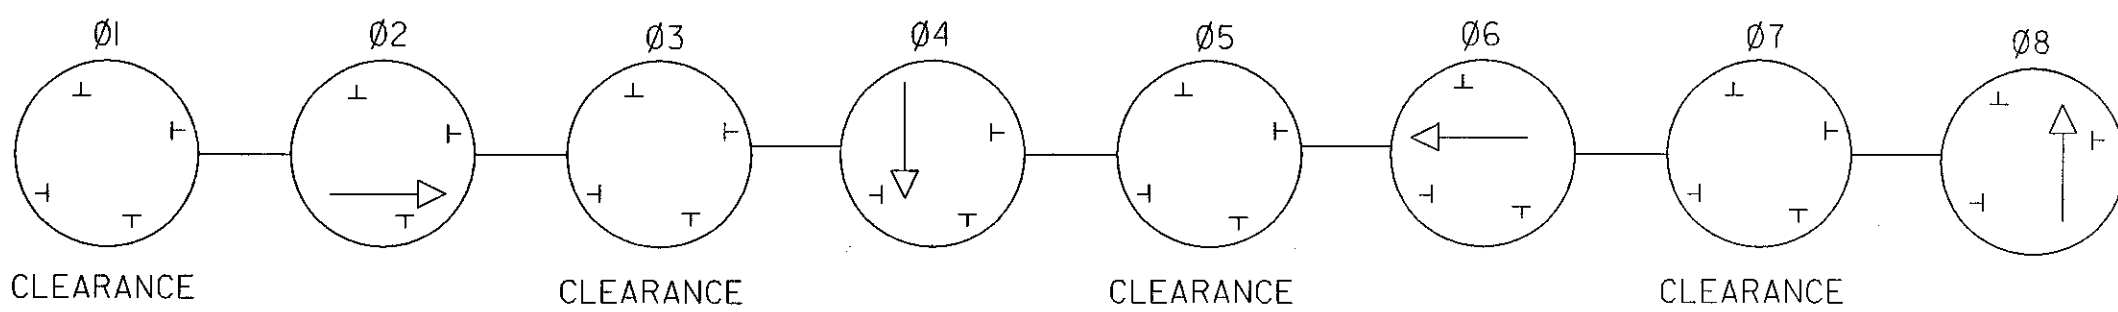 Ø1 Ø2 Ø3 Ø4 Ø5 Ø6 Ø7 Ø8
CLEARANCE CLEARANCE CLEARANCE CLEARANCE